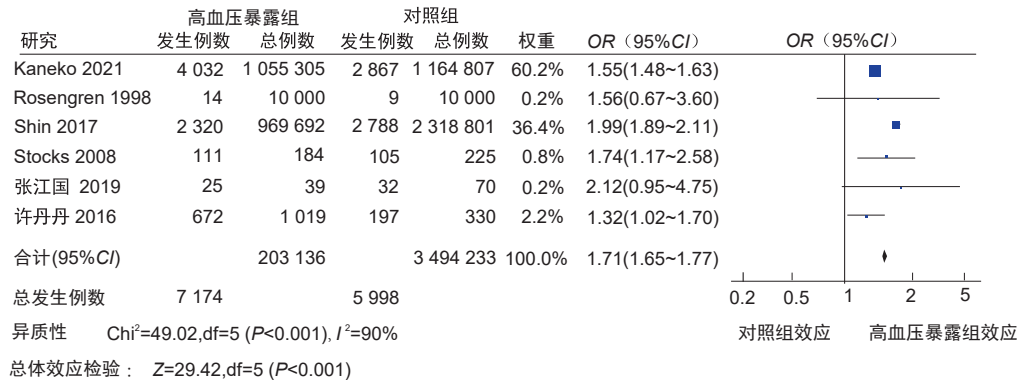 高血压暴露组 对照组
研究 发生例数 总例数 发生例数 总例数 权重 OR（95%CI） OR（95%CI）
Kaneko 2021 4 032 1 055 305 2 867 1 164 807 60.2% 1.55(1.48~1.63)
Rosengren 1998 14 10 000 9 10 000 0.2% 1.56(0.67~3.60)
Shin 2017 2 320 969 692 2 788 2 318 801 36.4% 1.99(1.89~2.11)
Stocks 2008 111 184 105 225 0.8% 1.74(1.17~2.58)
张江国 2019 25 39 32 70 0.2% 2.12(0.95~4.75)
许丹丹 2016 672 1 019 197 330 2.2% 1.32(1.02~1.70)
合计(95%CI) 203 136 3 494 233 100.0% 1.71(1.65~1.77)
0.2 0.5 1 2 5
总发生例数 7 174 5 998
对照组效应 高血压暴露组效应
异质性 Chi²=49.02,df=5 (P<0.001), I²=90%
总体效应检验： Z=29.42,df=5 (P<0.001)